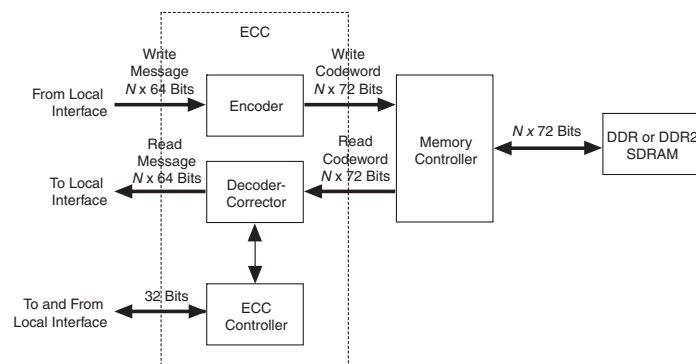 ECC
Write
Message
N x 64 Bits
Write
Codeword
N x 72 Bits
From Local
Interface
Encoder
Memory
Controller
N x 72 Bits
DDR or DDR2
SDRAM
Read
Message
N x 64 Bits
Read
Codeword
N x 72 Bits
To Local
Interface
Decoder-
Corrector
To and From
Local Interface
32 Bits
ECC
Controller